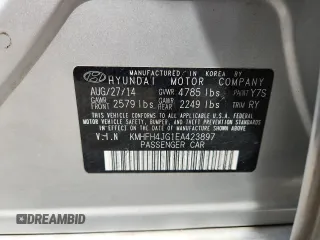 MANUFACTURED IN KOREA BY
HYUNDAI MOTOR COMPANY
AUG/27/14 GVWR 4785 lbs. PAINT Y7S
GAWR FRONT 2579 lbs. GAWR REAR 2249 lbs. TRIM RY
THIS VEHICLE CONFORMS TO ALL APPLICABLE U.S.A FEDERAL
MOTOR VEHICLE SAFETY, BUMPER, AND THEFT PREVENTION
STANDARDS IN EFFECT ON THE DATE OF MANUFACTURE
SHOWN ABOVE.
V.I.N KMHFH4JG1EA423897
PASSENGER CAR
DREAMBID